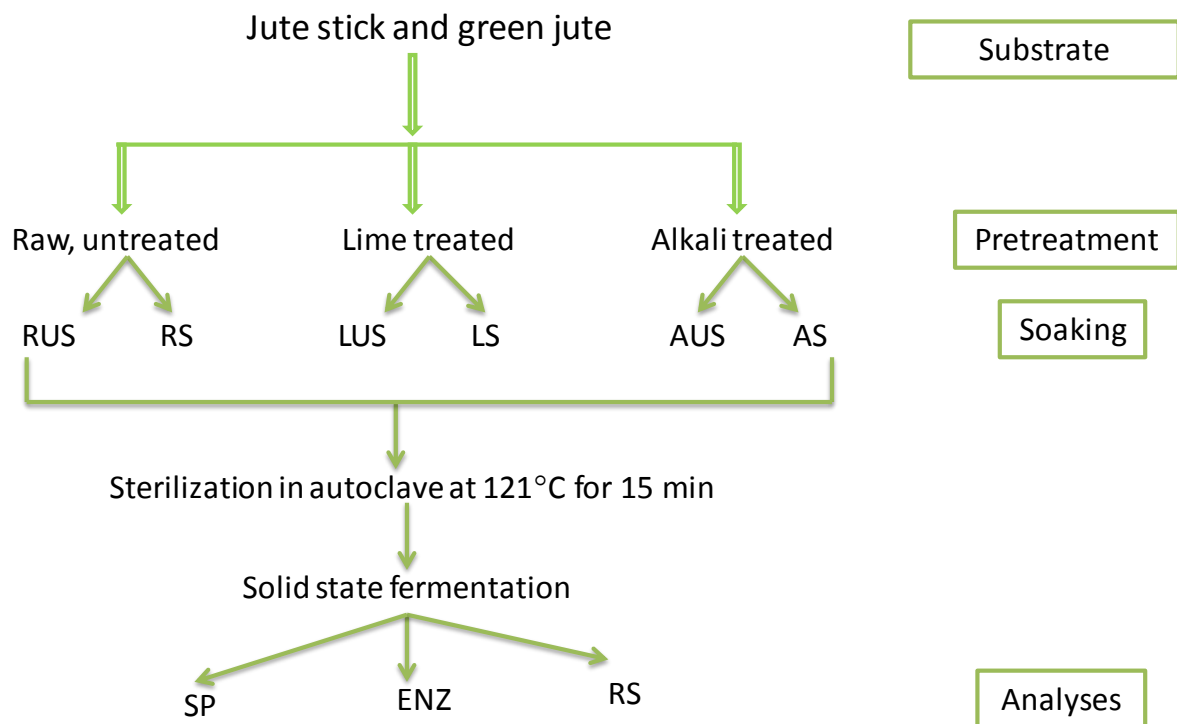 Jute stick and green jute
Substrate
Raw, untreated
Lime treated
Alkali treated
Pretreatment
RUS
RS
LUS
LS
AUS
AS
Soaking
Sterilization in autoclave at 121°C for 15 min
Solid state fermentation
SP
ENZ
RS
Analyses